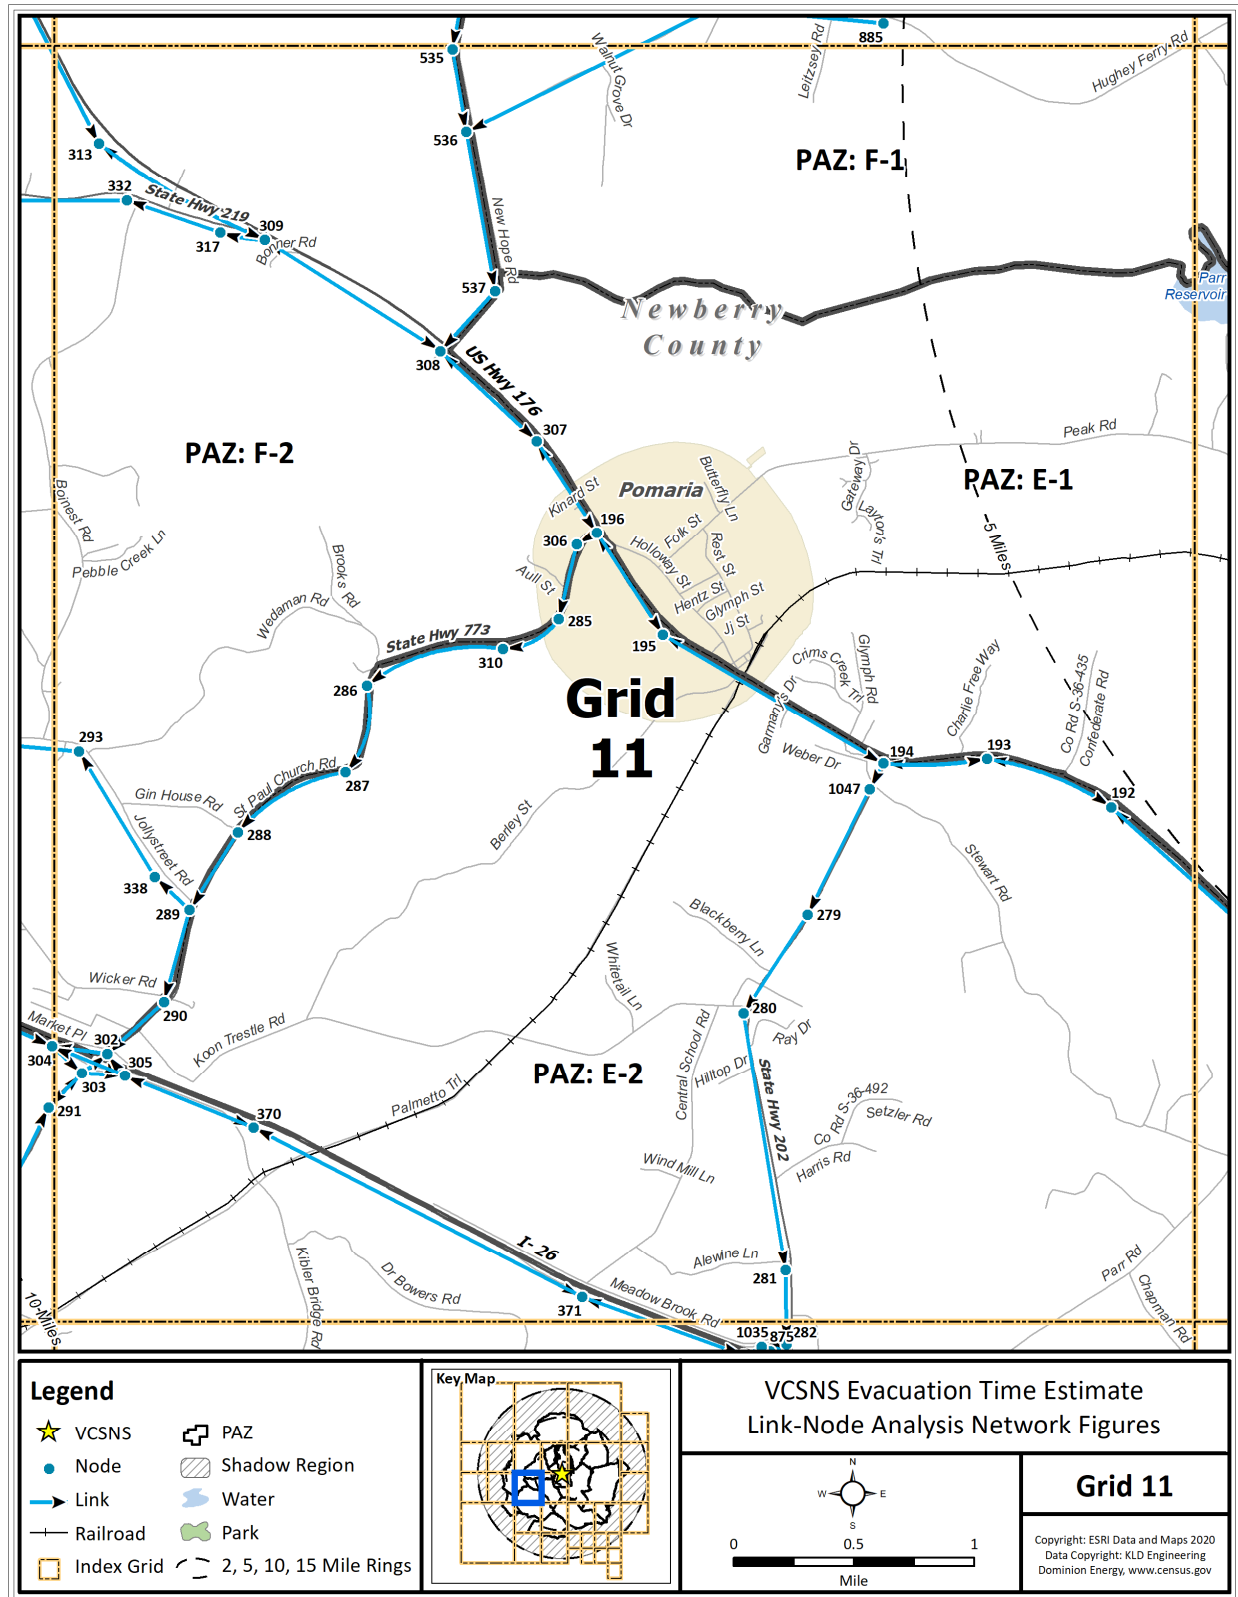 885
535
Walnut Grove Dr
Leitzsey Rd
Hughey Ferry Rd
536
313
PAZ: F-1
332
State Hwy 219
309
317
Bonner Rd
New Hope Rd
537
Parr
Reservoir
Newberry
County
308
US Hwy 176
307
Peak Rd
PAZ: F-2
PAZ: E-1
Boinest Rd
Pebble Creek Ln
Kinard St
Pomaria
Butterfly Ln
Gateway Dr
Layton's Trl
196
306
Folk St
Holloway St
Rest St
5 Miles
Aull St
Hentz St
Glymph St
Jj St
Brooks Rd
Wedaman Rd
285
State Hwy 773
310
195
Crims Creek Trl
Glymph Rd
Charlie Free Way
Co Rd S-36-435
Confederate Rd
286
Grid
11
Garmany's Dr
Weber Dr
293
194
193
192
1047
St Paul Church Rd
287
Gin House Rd
288
Jollystreet Rd
Berley St
338
289
Stewart Rd
279
Blackberry Ln
Whitetail Ln
Wicker Rd
290
280
Market Pl
302
304
305
303
Koon Trestle Rd
Central School Rd
Ray Dr
Hilltop Dr
PAZ: E-2
State Hwy 202
291
370
Palmetto Trl
Co Rd S-36-492
Setzler Rd
Harris Rd
Wind Mill Ln
I- 26
Kibler Bridge Rd
Dr Bowers Rd
Alewine Ln
281
Parr Rd
Chapman Rd
10-Miles
371
Meadow Brook Rd
1035
875
282
Legend
VCSNS
PAZ
Node
Shadow Region
Link
Water
Railroad
Park
Index Grid
2, 5, 10, 15 Mile Rings
Key Map
VCSNS Evacuation Time Estimate
Link-Node Analysis Network Figures
N
W
E
S
0
0.5
1
Mile
Grid 11
Copyright: ESRI Data and Maps 2020
Data Copyright: KLD Engineering
Dominion Energy, www.census.gov